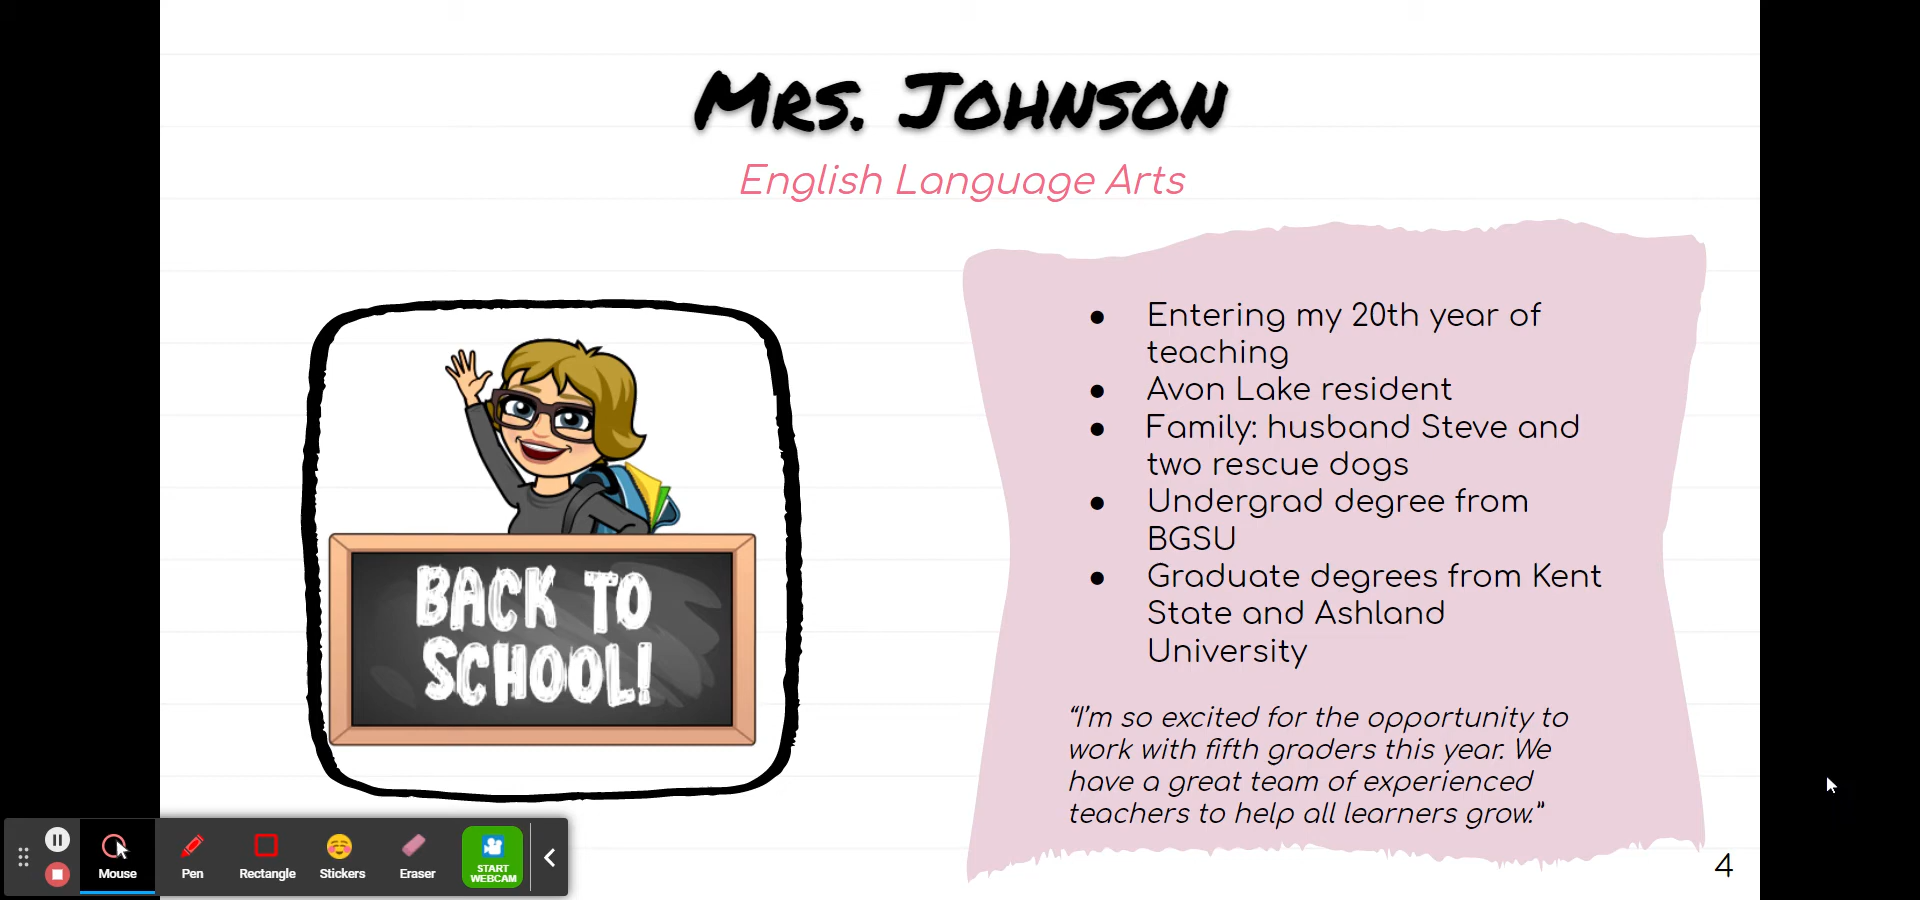 Mrs. Johnson
English Language Arts
● Entering my 20th year of
teaching
● Avon Lake resident
● Family: husband Steve and
two rescue dogs
● Undergrad degree from
BGSU
● Graduate degrees from Kent
State and Ashland
University
“I’m so excited for the opportunity to
work with fifth graders this year. We
have a great team of experienced
teachers to help all learners grow.”
BACK TO
SCHOOL!
Mouse
Pen
Rectangle
Stickers
Eraser
START
WEBCAM
4